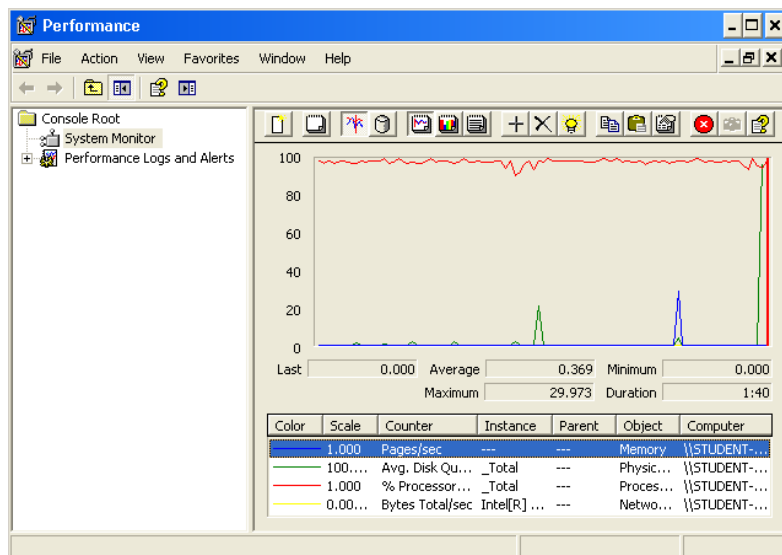 Performance
File Action View Favorites Window Help
Console Root
System Monitor
Performance Logs and Alerts
100
80
60
40
20
0
Last 0.000 Average 0.369 Minimum 0.000
Maximum 29.973 Duration 1:40
Color Scale Counter Instance Parent Object Computer
1.000 Pages/sec --- --- Memory \\STUDENT-...
100.... Avg. Disk Qu... _Total --- Physic... \\STUDENT-...
1.000 % Processor... _Total --- Proces... \\STUDENT-...
0.00... Bytes Total/sec Intel[R] ... --- Netwo... \\STUDENT-...